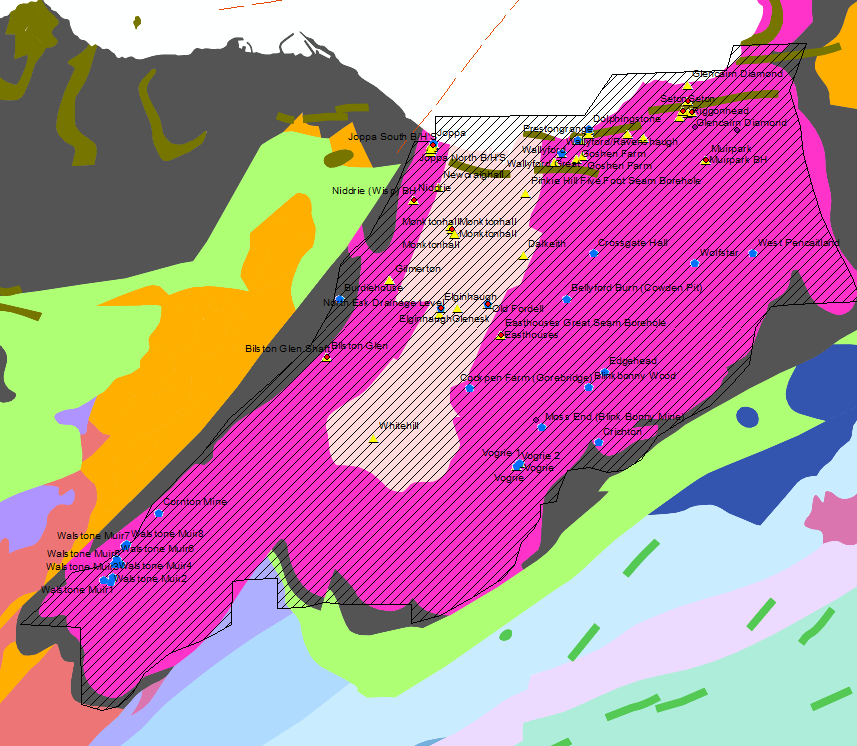 Glencairn Diamond
Seton
Seton
Riggonhead
Glencairn Diamond
Dolphingstone
Prestongrange
Joppa South B/H'S
Joppa
Wallyford/Ravenshaugh
Wallyford
Goshen Farm
Muirpark
Joppa North B/H'S
Muirpark BH
Wallyford Great
Goshen Farm
Newcraighall
Pinkie Hill Five Foot Seam Borehole
Niddrie (Wisp) BH
Niddrie
Monktonhall
Monktonhall
Monktonhall
Monktonhall
Dalkeith
Crossgate Hall
West Pencaitland
Wolfstar
Gilmerton
Burdiehouse
Bellyford Burn (Cowden Pit)
North Esk Drainage Level
Elginhaugh
Old Fordell
Elginhaugh
Glenesk
Easthouses Great Seam Borehole
Easthouses
Bilston Glen Shaft
Bilston Glen
Edgehead
Cockpen Farm (Gorebridge)
Blinkbonny Wood
Moss End (Blink Bonny Mine)
Whitehill
Crichton
Vogrie 1
Vogrie 2
Vogrie
Vogrie
Cornton Mine
Walstone Muir7
Walstone Muir8
Walstone Muir6
Walstone Muir5
Walstone Muir3
Walstone Muir4
Walstone Muir2
Walstone Muir1